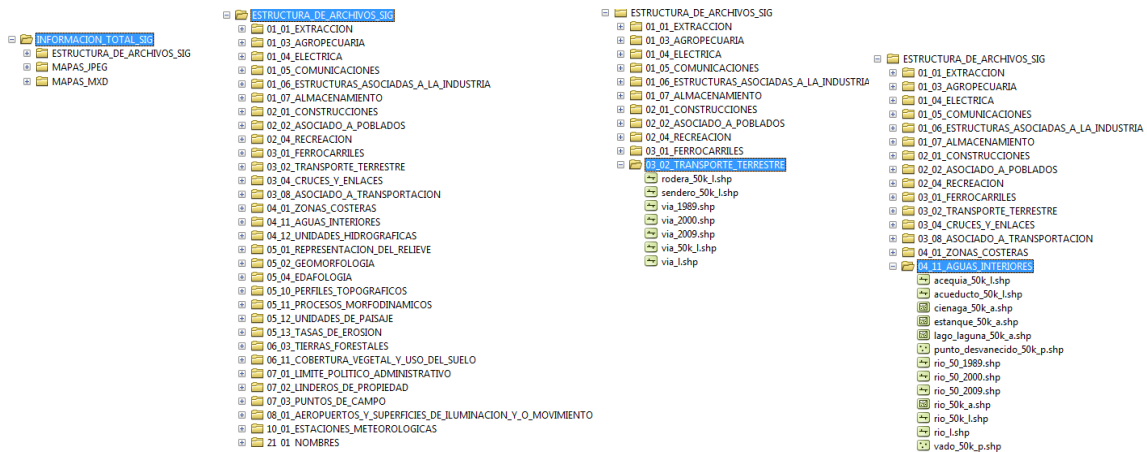 INFORMACION_TOTAL_SIG
ESTRUCTURA_DE_ARCHIVOS_SIG
MAPAS_JPEG
MAPAS_MXD
ESTRUCTURA_DE_ARCHIVOS_SIG
01_01_EXTRACCION
01_03_AGROPECUARIA
01_04_ELECTRICA
01_05_COMUNICACIONES
01_06_ESTRUCTURAS_ASOCIADAS_A_LA_INDUSTRIA
01_07_ALMACENAMIENTO
02_01_CONSTRUCCIONES
02_02_ASOCIADO_A_POBLADOS
02_04_RECREACION
03_01_FERROCARRILES
03_02_TRANSPORTE_TERRESTRE
03_04_CRUCES_Y_ENLACES
03_08_ASOCIADO_A_TRANSPORTACION
04_01_ZONAS_COSTERAS
04_11_AGUAS_INTERIORES
04_12_UNIDADES_HIDROGRAFICAS
05_01_REPRESENTACION_DEL_RELIEVE
05_02_GEOMORFOLOGIA
05_04_EDAFOLOGIA
05_10_PERFILES_TOPOGRAFICOS
05_11_PROCESOS_MORFODINAMICOS
05_12_UNIDADES_DE_PAISAJE
05_13_TASAS_DE_EROSION
06_03_TIERRAS_FORESTALES
06_11_COBERTURA_VEGETAL_Y_USO_DEL_SUELO
07_01_LIMITE_POLITICO_ADMINISTRATIVO
07_02_LINDEROS_DE_PROPIEDAD
07_03_PUNTOS_DE_CAMPO
08_01_AEROPUERTOS_Y_SUPERFICIES_DE_ILUMINACION_Y_O_MOVIMIENTO
10_01_ESTACIONES_METEOROLOGICAS
21_01_NOMBRES
ESTRUCTURA_DE_ARCHIVOS_SIG
01_01_EXTRACCION
01_03_AGROPECUARIA
01_04_ELECTRICA
01_05_COMUNICACIONES
01_06_ESTRUCTURAS_ASOCIADAS_A_LA_INDUSTRIA
01_07_ALMACENAMIENTO
02_01_CONSTRUCCIONES
02_02_ASOCIADO_A_POBLADOS
02_04_RECREACION
03_01_FERROCARRILES
03_02_TRANSPORTE_TERRESTRE
rodera_50k_l.shp
sendero_50k_l.shp
via_1989.shp
via_2000.shp
via_2009.shp
via_50k_l.shp
via_l.shp
ESTRUCTURA_DE_ARCHIVOS_SIG
01_01_EXTRACCION
01_03_AGROPECUARIA
01_04_ELECTRICA
01_05_COMUNICACIONES
01_06_ESTRUCTURAS_ASOCIADAS_A_LA_INDUSTRIA
01_07_ALMACENAMIENTO
02_01_CONSTRUCCIONES
02_02_ASOCIADO_A_POBLADOS
02_04_RECREACION
03_01_FERROCARRILES
03_02_TRANSPORTE_TERRESTRE
03_04_CRUCES_Y_ENLACES
03_08_ASOCIADO_A_TRANSPORTACION
04_01_ZONAS_COSTERAS
04_11_AGUAS_INTERIORES
acequia_50k_l.shp
acueducto_50k_l.shp
cienaga_50k_a.shp
estanque_50k_a.shp
lago_laguna_50k_a.shp
punto_desvanecido_50k_p.shp
rio_50_1989.shp
rio_50_2000.shp
rio_50_2009.shp
rio_50k_a.shp
rio_50k_l.shp
rio_l.shp
vado_50k_p.shp